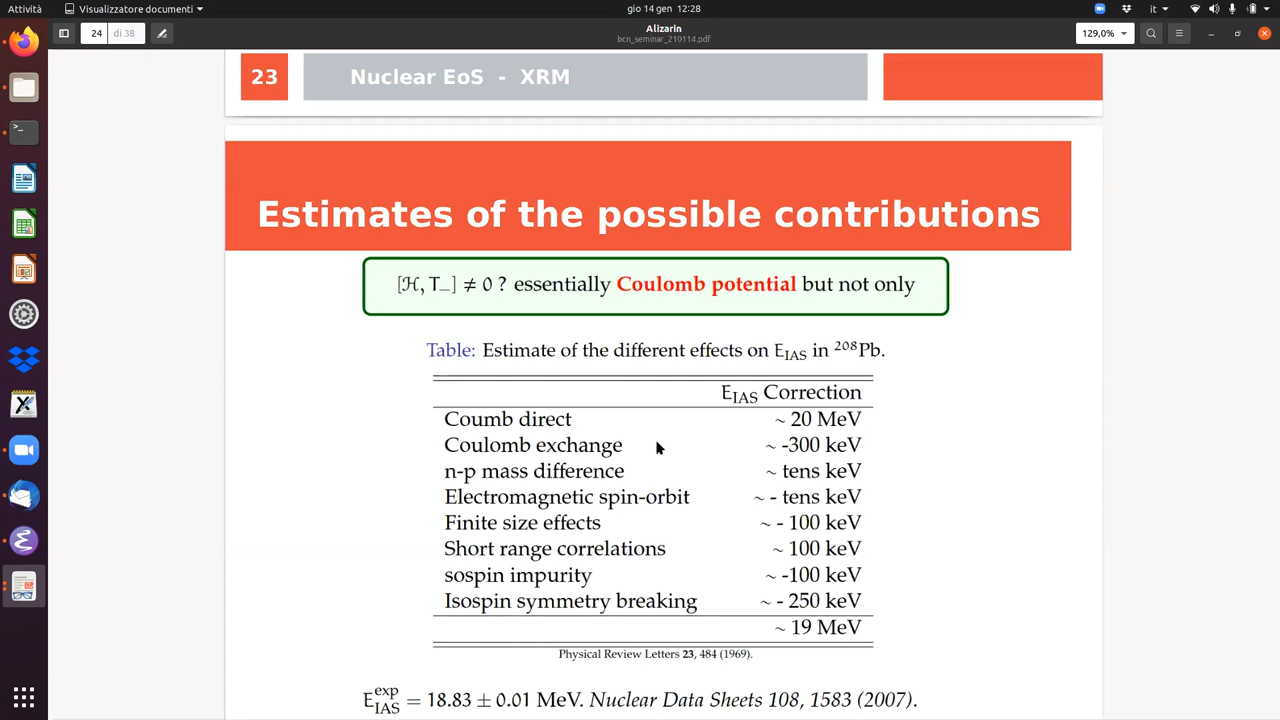 Attività
Visualizzatore documenti
gio 14 gen 12:28
it
24
di 38
Alizarin
bcn_seminar_210114.pdf
129,0%
23
Nuclear EoS - XRM
Estimates of the possible contributions
[ℋ, T₋] ≠ 0 ? essentially Coulomb potential but not only
Table: Estimate of the different effects on E_IAS in ²⁰⁸Pb.
E_IAS Correction
Coumb direct ~ 20 MeV
Coulomb exchange ~ -300 keV
n-p mass difference ~ tens keV
Electromagnetic spin-orbit ~ - tens keV
Finite size effects ~ - 100 keV
Short range correlations ~ 100 keV
sospin impurity ~ -100 keV
Isospin symmetry breaking ~ - 250 keV
~ 19 MeV
Physical Review Letters 23, 484 (1969).
E_IAS^exp = 18.83 ± 0.01 MeV. Nuclear Data Sheets 108, 1583 (2007).